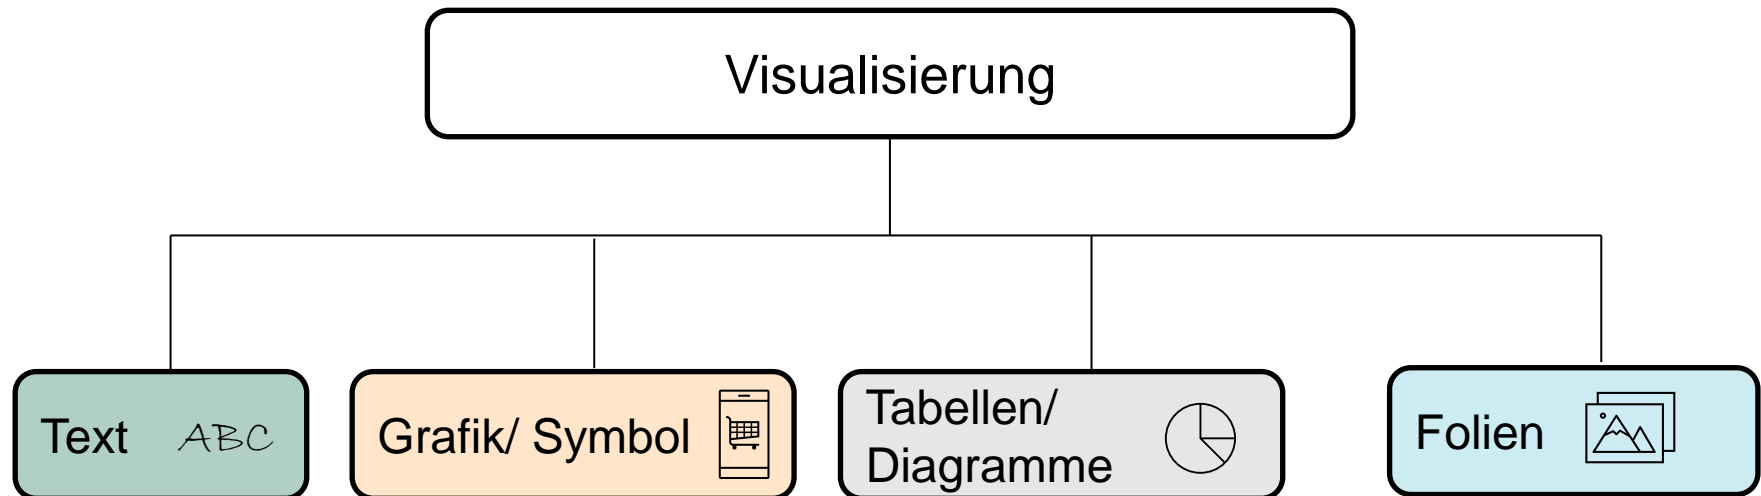 Visualisierung
Text ABC
Grafik/ Symbol
Tabellen/
Diagramme
Folien